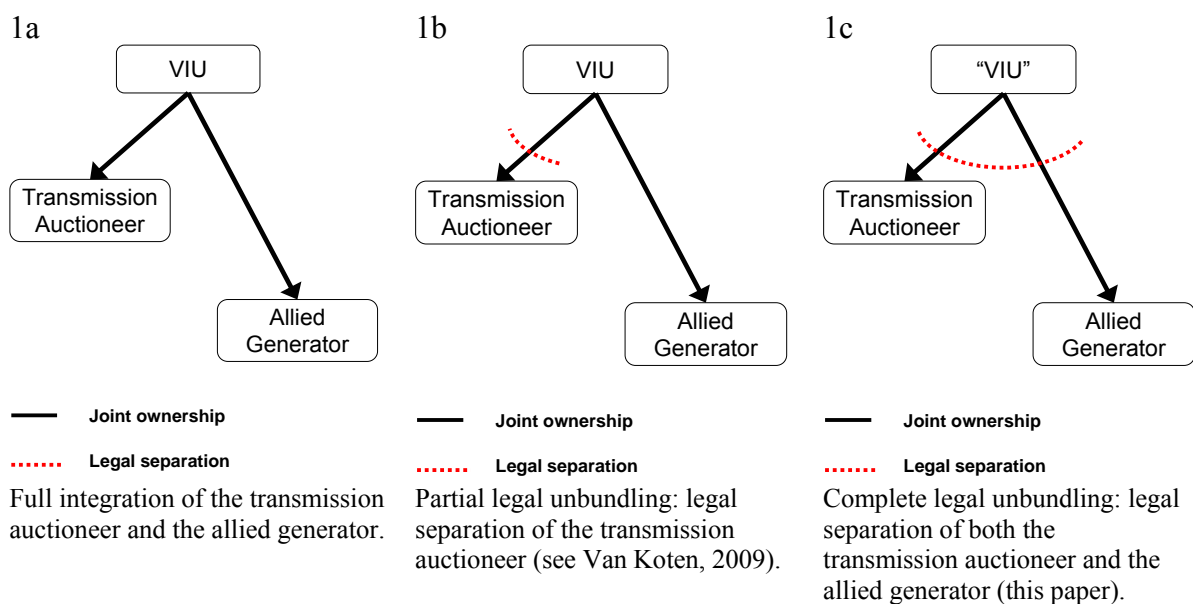 1a
VIU
Transmission
Auctioneer
Allied
Generator
Joint ownership
Legal separation
Full integration of the transmission
auctioneer and the allied generator.
1b
VIU
Transmission
Auctioneer
Allied
Generator
Joint ownership
Legal separation
Partial legal unbundling: legal
separation of the transmission
auctioneer (see Van Koten, 2009).
1c
“VIU”
Transmission
Auctioneer
Allied
Generator
Joint ownership
Legal separation
Complete legal unbundling: legal
separation of both the
transmission auctioneer and the
allied generator (this paper).